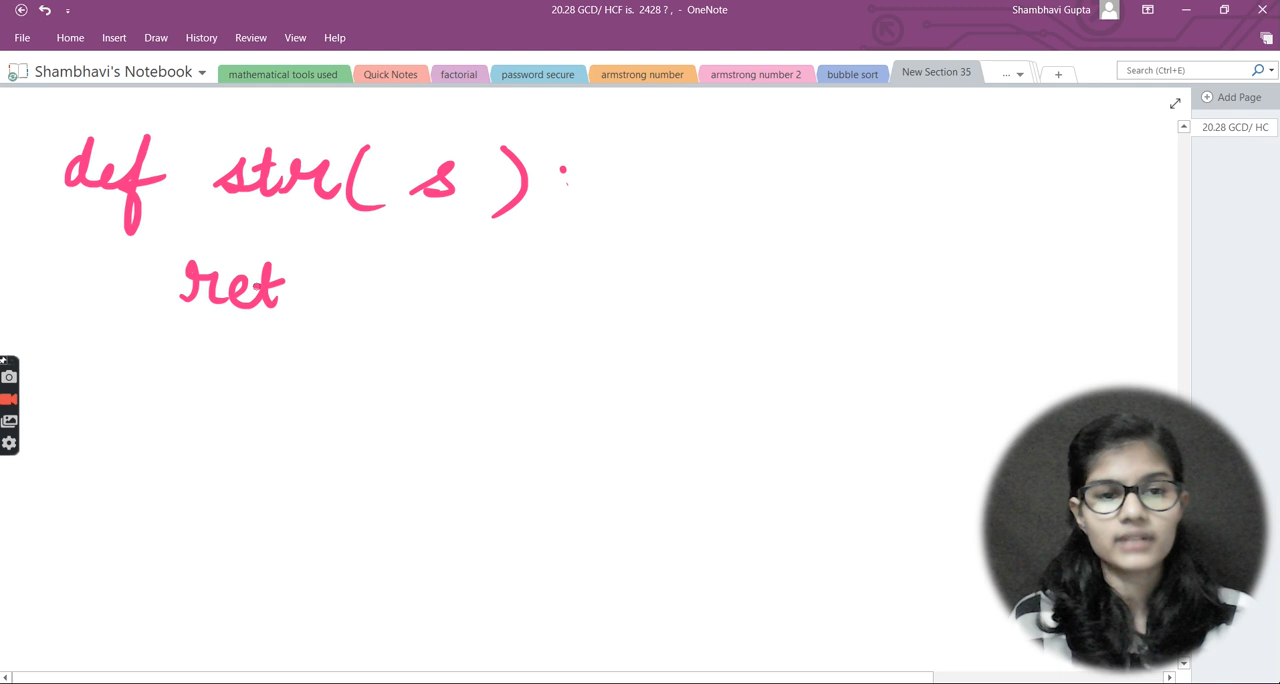 20.28 GCD/ HCF is. 2428 ? , - OneNote
Shambhavi Gupta
File Home Insert Draw History Review View Help
Shambhavi's Notebook
mathematical tools used
Quick Notes
factorial
password secure
armstrong number
armstrong number 2
bubble sort
New Section 35
...
+
Search (Ctrl+E)
Add Page
20.28 GCD/ HC
def str( s ) :
ret